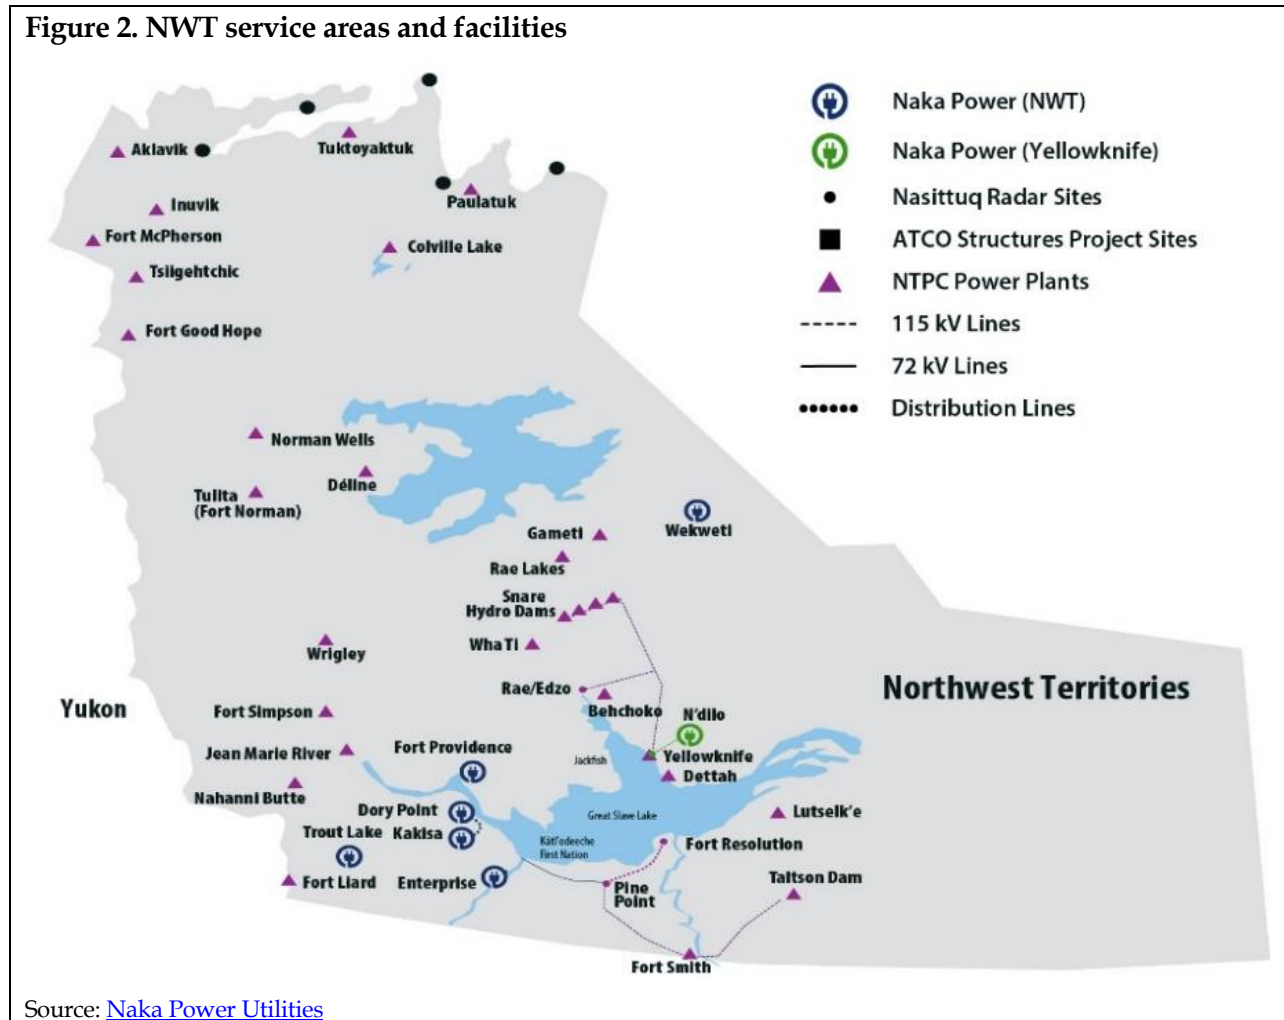 Figure 2. NWT service areas and facilities
Naka Power (NWT)
Naka Power (Yellowknife)
Nasittuq Radar Sites
ATCO Structures Project Sites
NTPC Power Plants
115 kV Lines
72 kV Lines
Distribution Lines
Aklavik
Tuktoyaktuk
Inuvik
Paulatuk
Fort McPherson
Colville Lake
Tsiigehtchic
Fort Good Hope
Norman Wells
Déline
Tulita
(Fort Norman)
Gameti
Wekweti
Rae Lakes
Snare
Hydro Dams
Wha Ti
Wrigley
Rae/Edzo
Behchoko
Northwest Territories
Yukon
Fort Simpson
N'dilo
Jean Marie River
Fort Providence
Jackfish
Yellowknife
Dettah
Nahanni Butte
Dory Point
Great Slave Lake
Lutselk'e
Trout Lake
Kakisa
Kátl'odeeche
First Nation
Fort Resolution
Fort Liard
Enterprise
Pine
Point
Taltson Dam
Fort Smith
Source: Naka Power Utilities